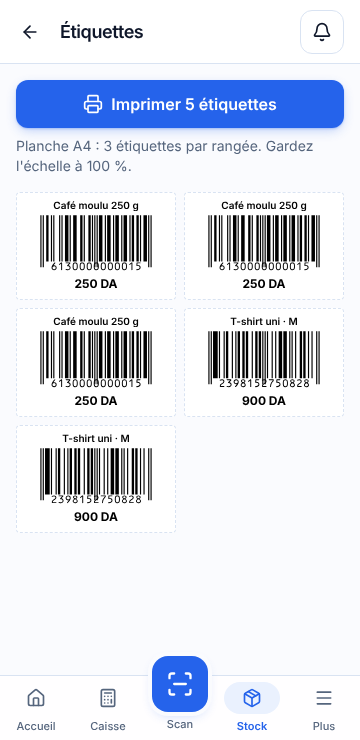 Étiquettes
Imprimer 5 étiquettes
Planche A4 : 3 étiquettes par rangée. Gardez
l'échelle à 100 %.
Café moulu 250 g
6130000000015
250 DA
Café moulu 250 g
6130000000015
250 DA
Café moulu 250 g
6130000000015
250 DA
T-shirt uni · M
2398152750828
900 DA
T-shirt uni · M
2398152750828
900 DA
Accueil
Caisse
Scan
Stock
Plus